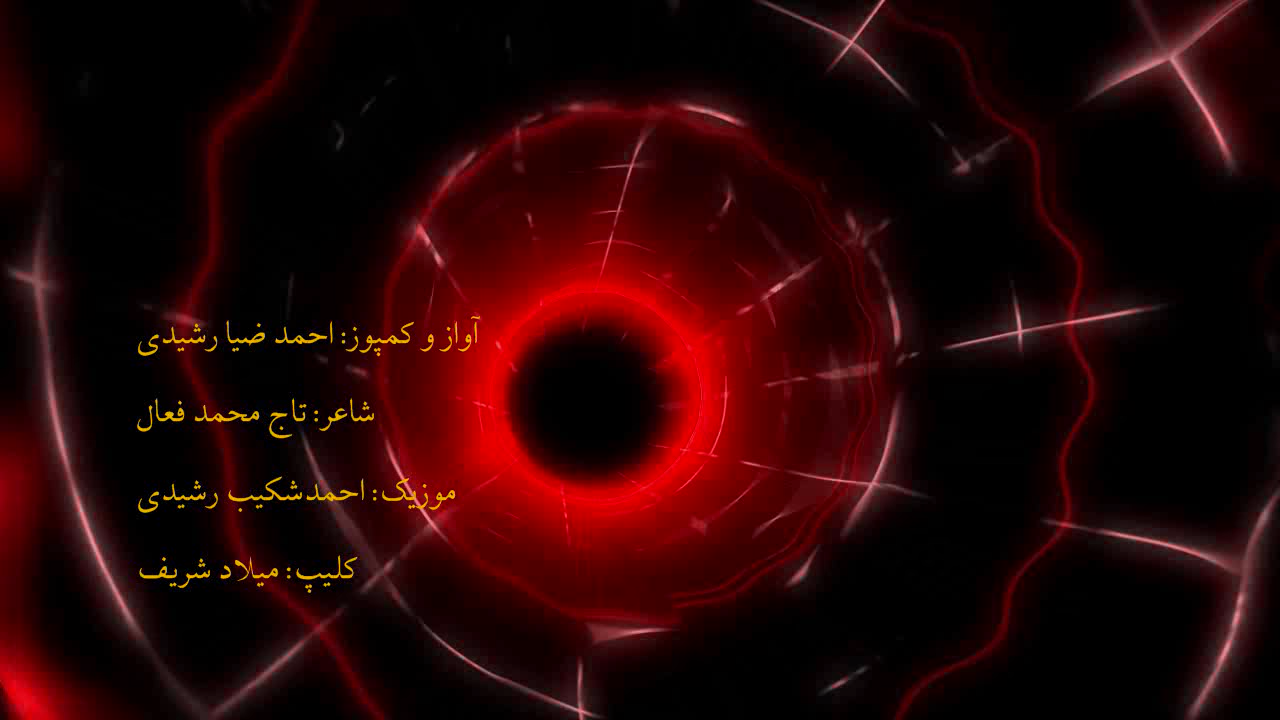 آواز و کمپوز: احمد ضیا رشیدی
شاعر: تاج محمد فعال
موزیک: احمدشکیب رشیدی
کلیپ: میلاد شریف